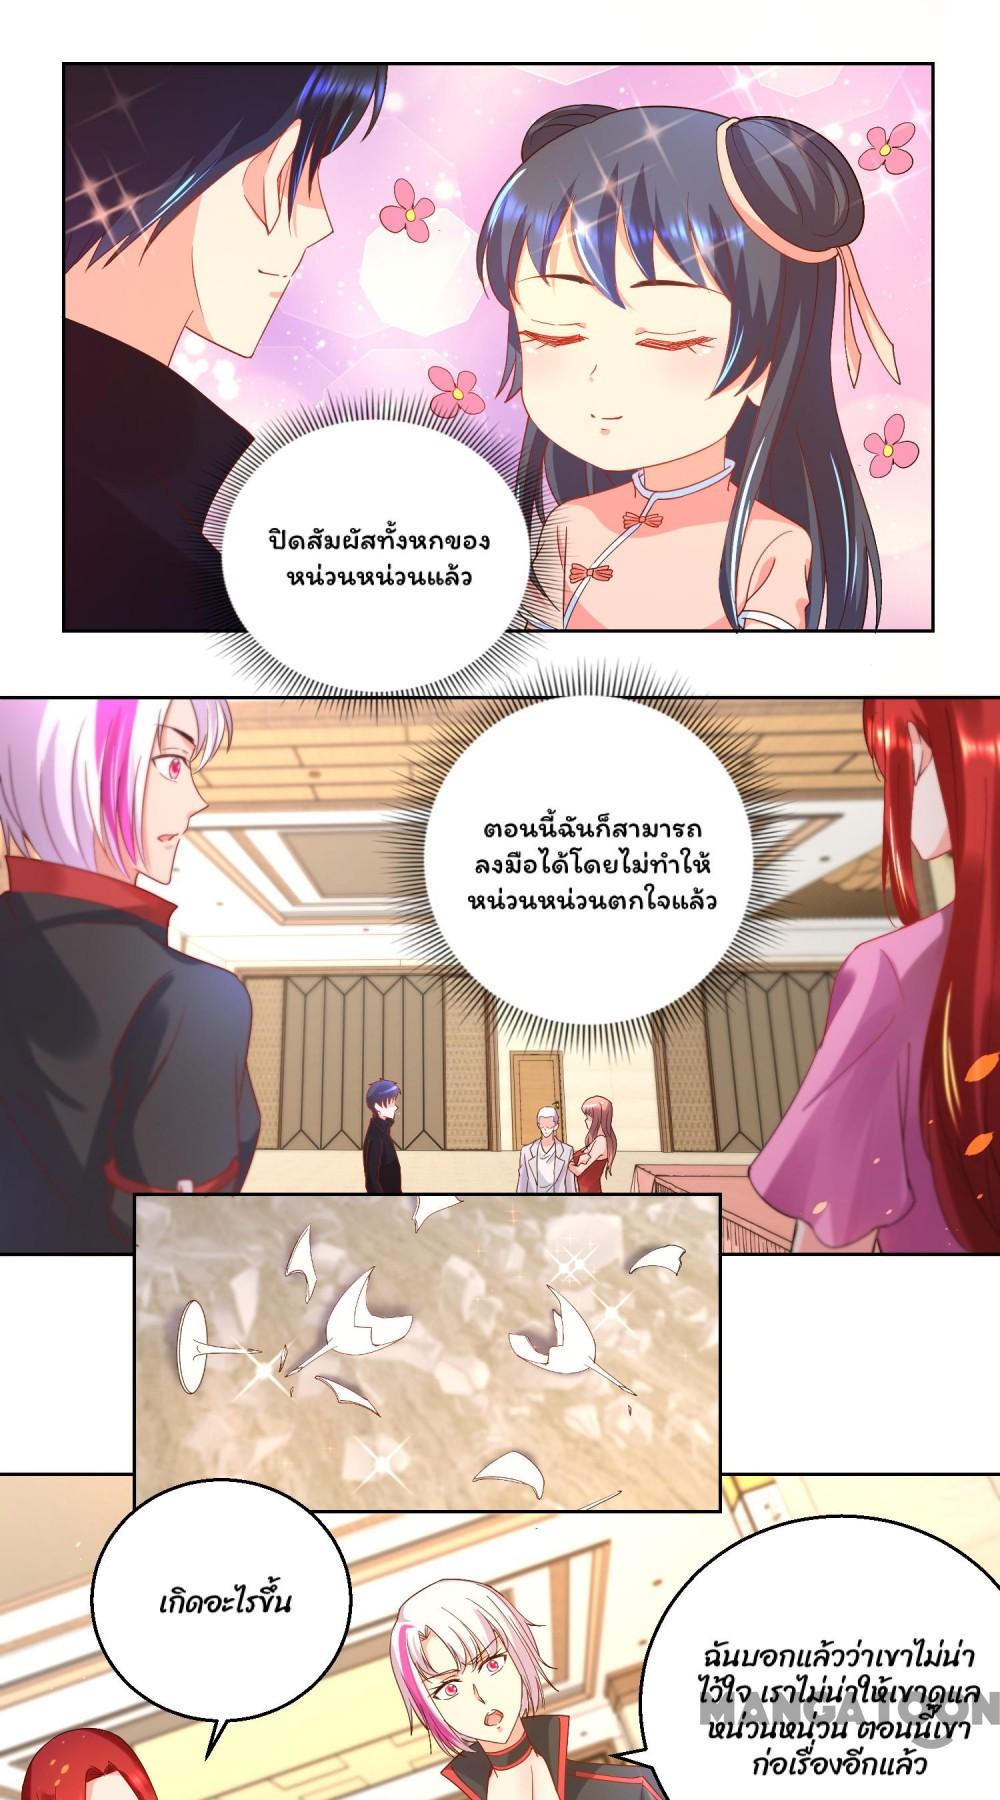 ปิดสัมผัสทั้งหกของ
หน่วนหน่วนแล้ว
ตอนนี้ฉันก็สามารถ
ลงมือได้โดยไม่ทำให้
หน่วนหน่วนตกใจแล้ว
เกิดอะไรขึ้น
ฉันบอกแล้วว่าเขาไม่น่า
ไว้ใจ เราไม่น่าให้เขาดูแล
หน่วนหน่วน ตอนนี้เขา
ก่อเรื่องอีกแล้ว
MANGATOON